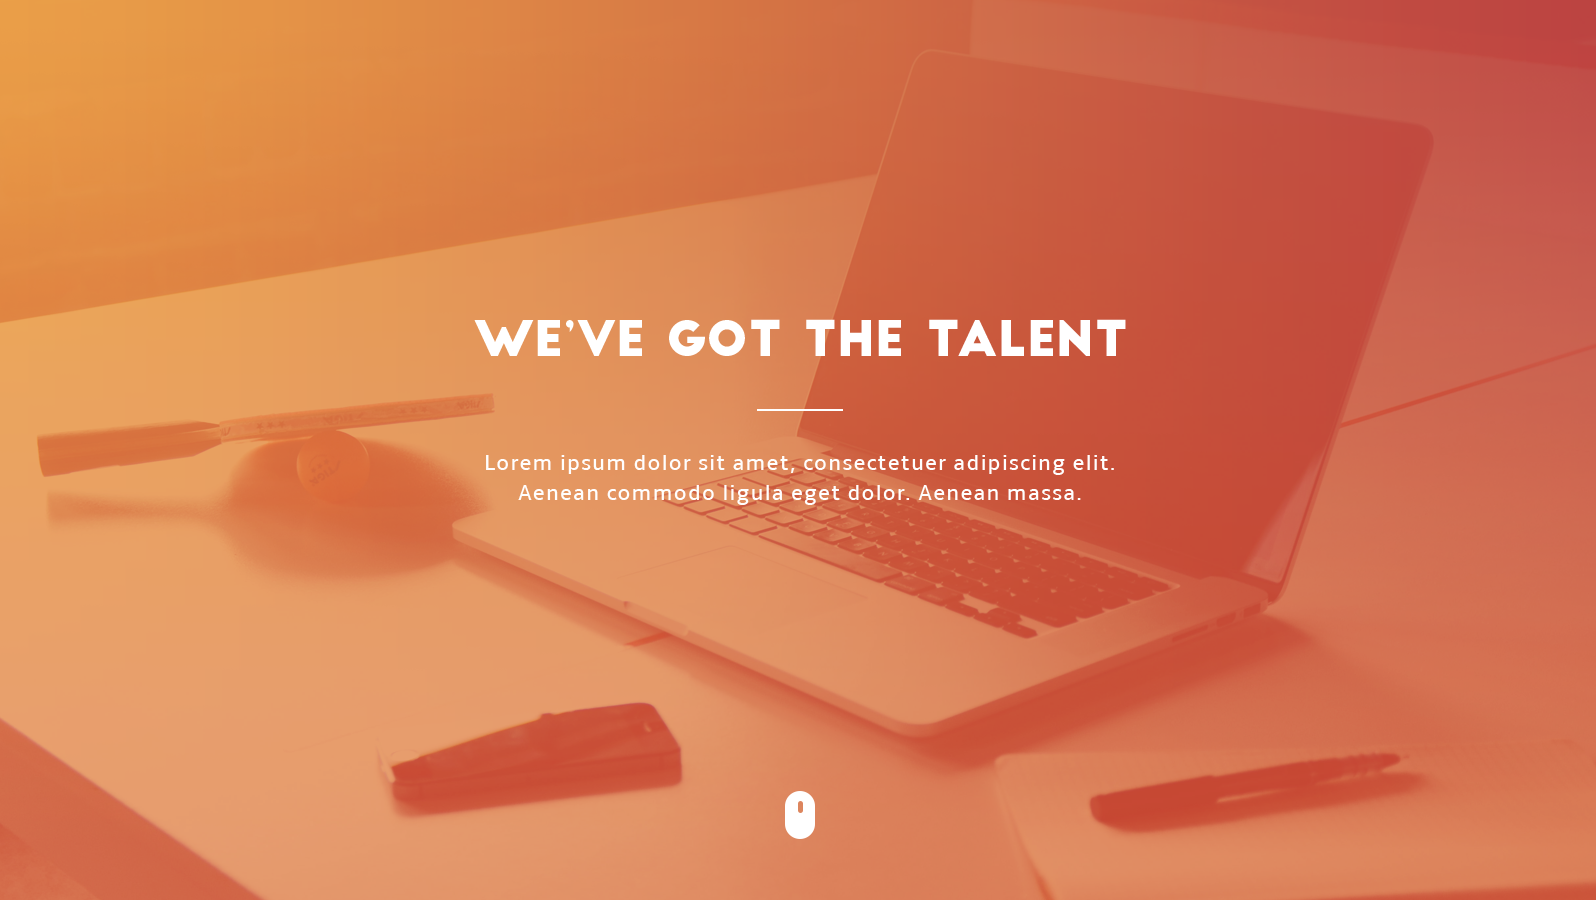 WE'VE GOT THE TALENT
Lorem ipsum dolor sit amet, consectetuer adipiscing elit.
Aenean commodo ligula eget dolor. Aenean massa.